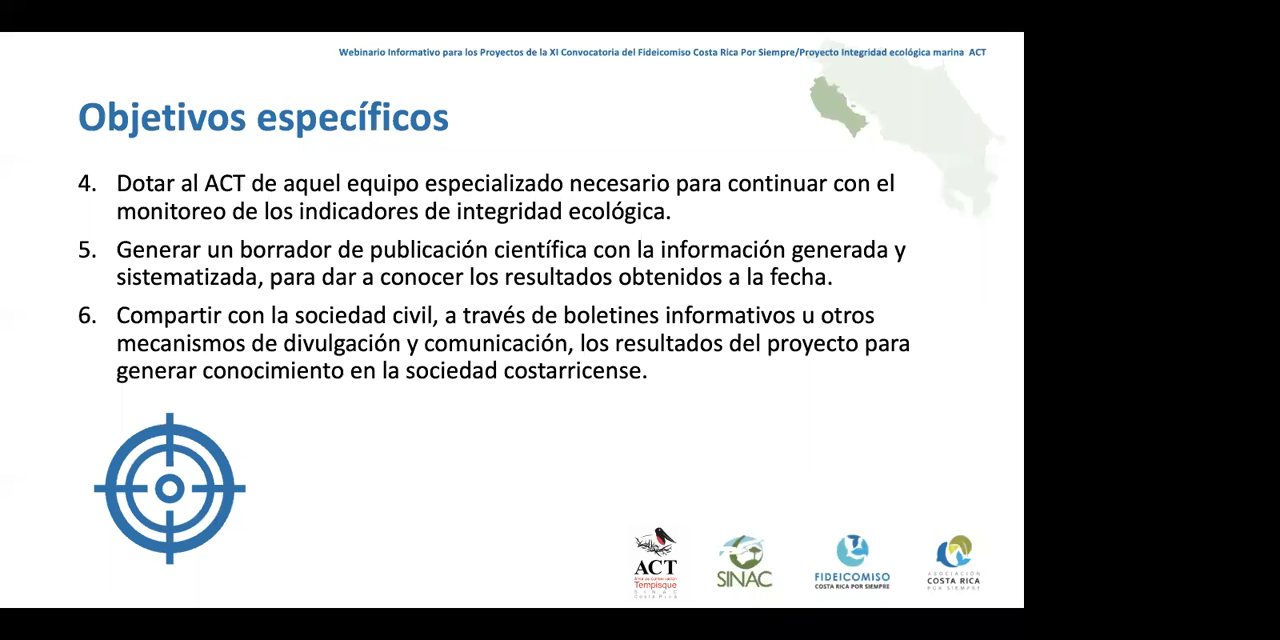 Webinario Informativo para los Proyectos de la XI Convocatoria del Fideicomiso Costa Rica Por Siempre/Proyecto Integridad ecológica marina ACT
Objetivos específicos
4. Dotar al ACT de aquel equipo especializado necesario para continuar con el
monitoreo de los indicadores de integridad ecológica.
5. Generar un borrador de publicación científica con la información generada y
sistematizada, para dar a conocer los resultados obtenidos a la fecha.
6. Compartir con la sociedad civil, a través de boletines informativos u otros
mecanismos de divulgación y comunicación, los resultados del proyecto para
generar conocimiento en la sociedad costarricense.
ACT
Área de Conservación
Tempisque
SINAC
Costa Rica
SINAC
FIDEICOMISO
COSTA RICA POR SIEMPRE
ASOCIACIÓN
COSTA RICA
POR SIEMPRE